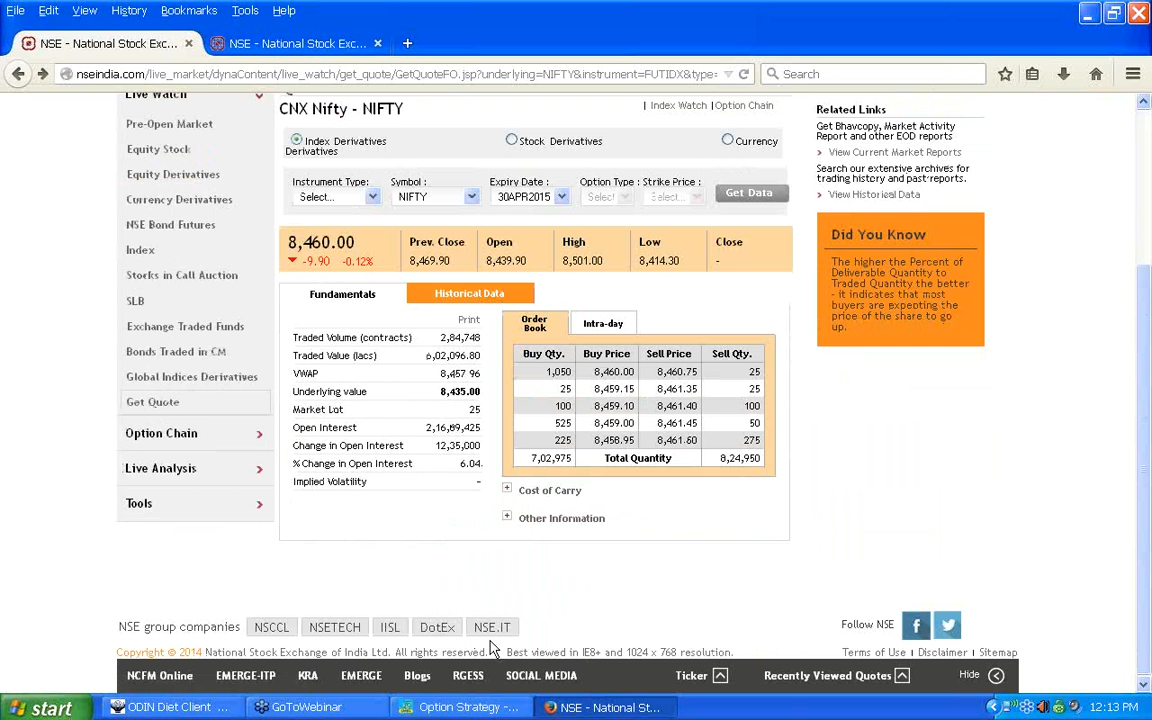 File Edit View History Bookmarks Tools Help
NSE - National Stock Exc... × NSE - National Stock Exc... × +
nseindia.com/live_market/dynaContent/live_watch/get_quote/GetQuoteFO.jsp?underlying=NIFTY&instrument=FUTIDX&type= Search
Live Watch
Pre-Open Market
Equity Stock
Equity Derivatives
Currency Derivatives
NSE Bond Futures
Index
Stocks in Call Auction
SLB
Exchange Traded Funds
Bonds Traded in CM
Global Indices Derivatives
Get Quote
Option Chain
Live Analysis
Tools
CNX Nifty - NIFTY | Index Watch | Option Chain
Index Derivatives Stock Derivatives Currency
Derivatives
Instrument Type: Symbol : Expiry Date : Option Type : Strike Price :
Select... NIFTY 30APR2015 Select Select... Get Data
8,460.00 Prev. Close Open High Low Close
-9.90 -0.12% 8,469.90 8,439.90 8,501.00 8,414.30 -
Fundamentals Historical Data
Print
Traded Volume (contracts) 2,84,748
Traded Value (lacs) 6,02,096.80
VWAP 8,457.96
Underlying value 8,435.00
Market Lot 25
Open Interest 2,16,69,425
Change in Open Interest 12,35,000
% Change in Open Interest 6.04
Implied Volatility -
Order Book Intra-day
Buy Qty. Buy Price Sell Price Sell Qty.
1,050 8,460.00 8,460.75 25
25 8,459.15 8,461.35 25
100 8,459.10 8,461.40 100
525 8,459.00 8,461.45 50
225 8,458.95 8,461.60 275
7,02,975 Total Quantity 8,24,950
+ Cost of Carry
+ Other Information
Related Links
Get Bhavcopy, Market Activity
Report and other EOD reports
View Current Market Reports
Search our extensive archives for
trading history and past reports.
View Historical Data
Did You Know
The higher the Percent of
Deliverable Quantity to
Traded Quantity the better
- it indicates that most
buyers are expecting the
price of the share to go
up.
NSE group companies NSCCL NSETECH IISL DotEx NSE.IT Follow NSE
Copyright © 2014 National Stock Exchange of India Ltd. All rights reserved. Best viewed in IE8+ and 1024 x 768 resolution. Terms of Use | Disclaimer | Sitemap
NCFM Online EMERGE-ITP KRA EMERGE Blogs RGESS SOCIAL MEDIA Ticker Recently Viewed Quotes Hide
start ODIN Diet Client ... GoToWebinar Option Strategy -... NSE - National St... 12:13 PM